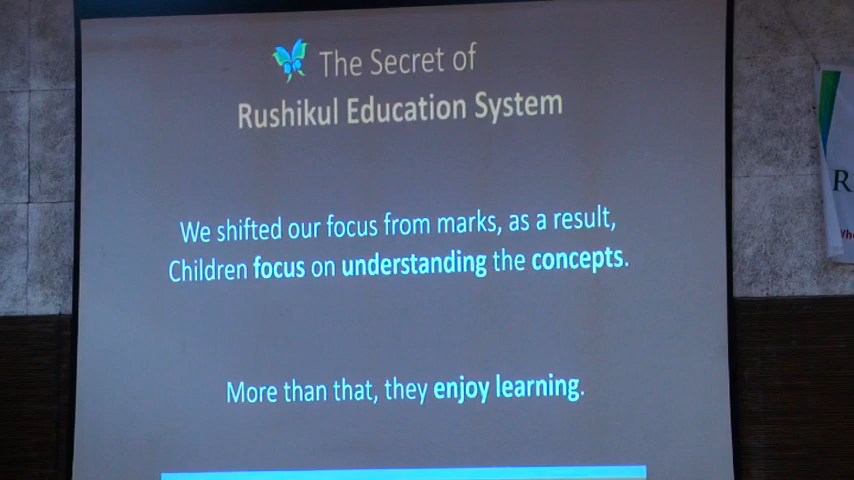 The Secret of
Rushikul Education System
We shifted our focus from marks, as a result,
Children focus on understanding the concepts.
More than that, they enjoy learning.
R